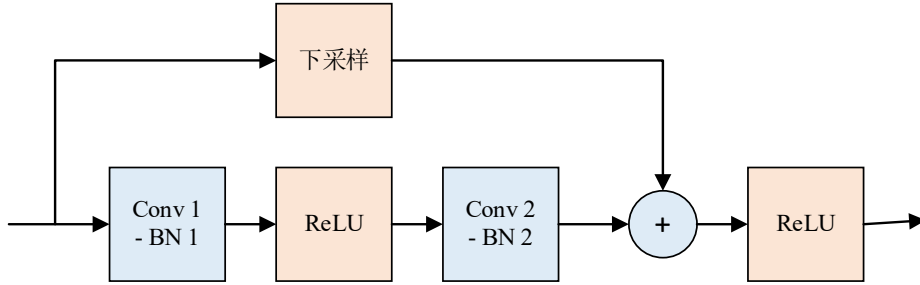 下采样
Conv 1
- BN 1
ReLU
Conv 2
- BN 2
+
ReLU